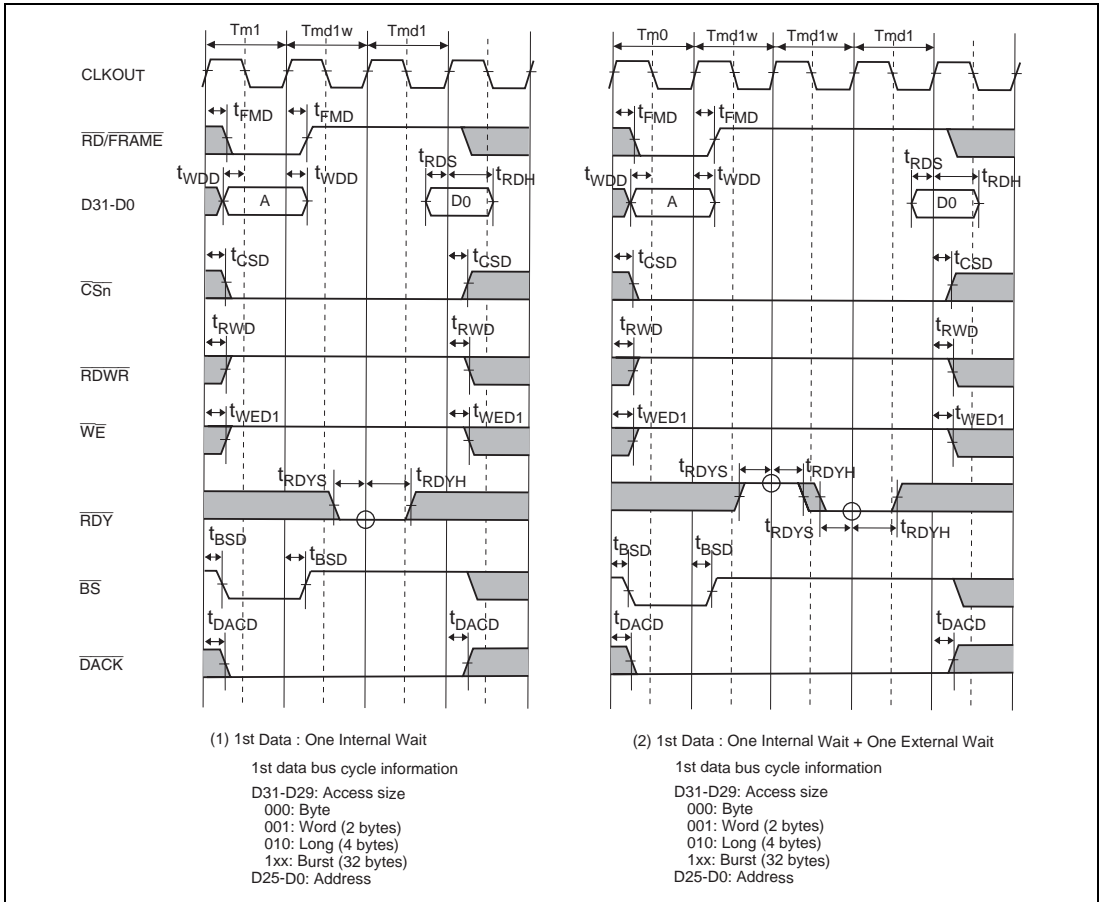 Tm1 Tmd1w Tmd1
CLKOUT
tFMD tFMD
RD/FRAME
tWDD tWDD tRDS tRDH
D31-D0 A D0
tCSD tCSD
CSn
tRWD tRWD
RDWR
tWED1 tWED1
WE
tRDYS tRDYH
RDY
tBSD tBSD
BS
tDACD tDACD
DACK
(1) 1st Data : One Internal Wait
1st data bus cycle information
D31-D29: Access size
000: Byte
001: Word (2 bytes)
010: Long (4 bytes)
1xx: Burst (32 bytes)
D25-D0: Address
Tm0 Tmd1w Tmd1w Tmd1
tFMD tFMD
tWDD tWDD tRDS tRDH
A D0
tCSD tCSD
tRWD tRWD
tWED1 tWED1
tRDYS tRDYH
tRDYS tRDYH
tBSD tBSD
tDACD tDACD
(2) 1st Data : One Internal Wait + One External Wait
1st data bus cycle information
D31-D29: Access size
000: Byte
001: Word (2 bytes)
010: Long (4 bytes)
1xx: Burst (32 bytes)
D25-D0: Address